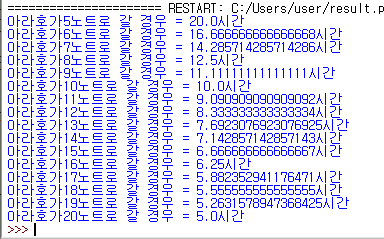 ===================== RESTART: C:/Users/user/result.p
아라호가5노트로 갈 경우 = 20.0시간
아라호가6노트로 갈 경우 = 16.666666666666668시간
아라호가7노트로 갈 경우 = 14.285714285714286시간
아라호가8노트로 갈 경우 = 12.5시간
아라호가9노트로 갈 경우 = 11.11111111111111시간
아라호가10노트로 갈 경우 = 10.0시간
아라호가11노트로 갈 경우 = 9.090909090909092시간
아라호가12노트로 갈 경우 = 8.333333333333334시간
아라호가13노트로 갈 경우 = 7.6923076923076925시간
아라호가14노트로 갈 경우 = 7.142857142857143시간
아라호가15노트로 갈 경우 = 6.666666666666667시간
아라호가16노트로 갈 경우 = 6.25시간
아라호가17노트로 갈 경우 = 5.882352941176471시간
아라호가18노트로 갈 경우 = 5.555555555555555시간
아라호가19노트로 갈 경우 = 5.2631578947368425시간
아라호가20노트로 갈 경우 = 5.0시간
>>>